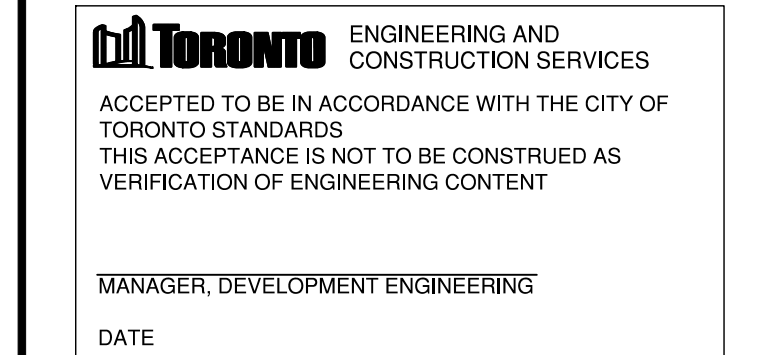 TORONTO ENGINEERING AND
CONSTRUCTION SERVICES
ACCEPTED TO BE IN ACCORDANCE WITH THE CITY OF
TORONTO STANDARDS
THIS ACCEPTANCE IS NOT TO BE CONSTRUED AS
VERIFICATION OF ENGINEERING CONTENT
MANAGER, DEVELOPMENT ENGINEERING
DATE